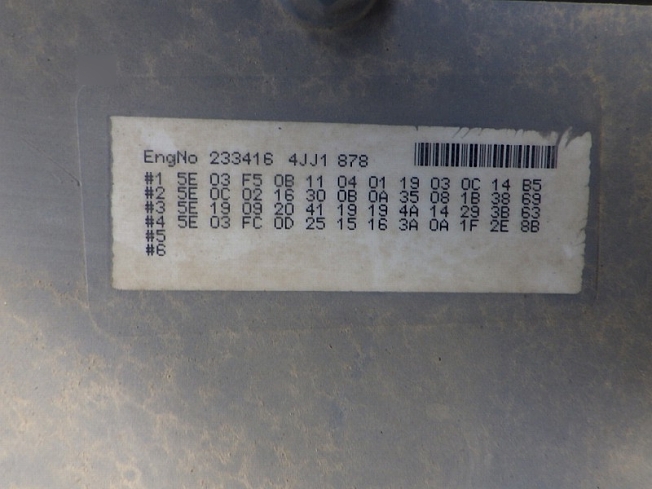 EngNo 233416 4JJ1 878
#1 5E 03 F5 0B 11 04 01 19 03 0C 14 B5
#2 5E 0C 02 16 30 0B 0A 35 08 1B 38 69
#3 5E 19 09 20 41 19 19 4A 14 29 3B 63
#4 5E 03 FC 0D 25 15 16 3A 0A 1F 2E 8B
#5
#6